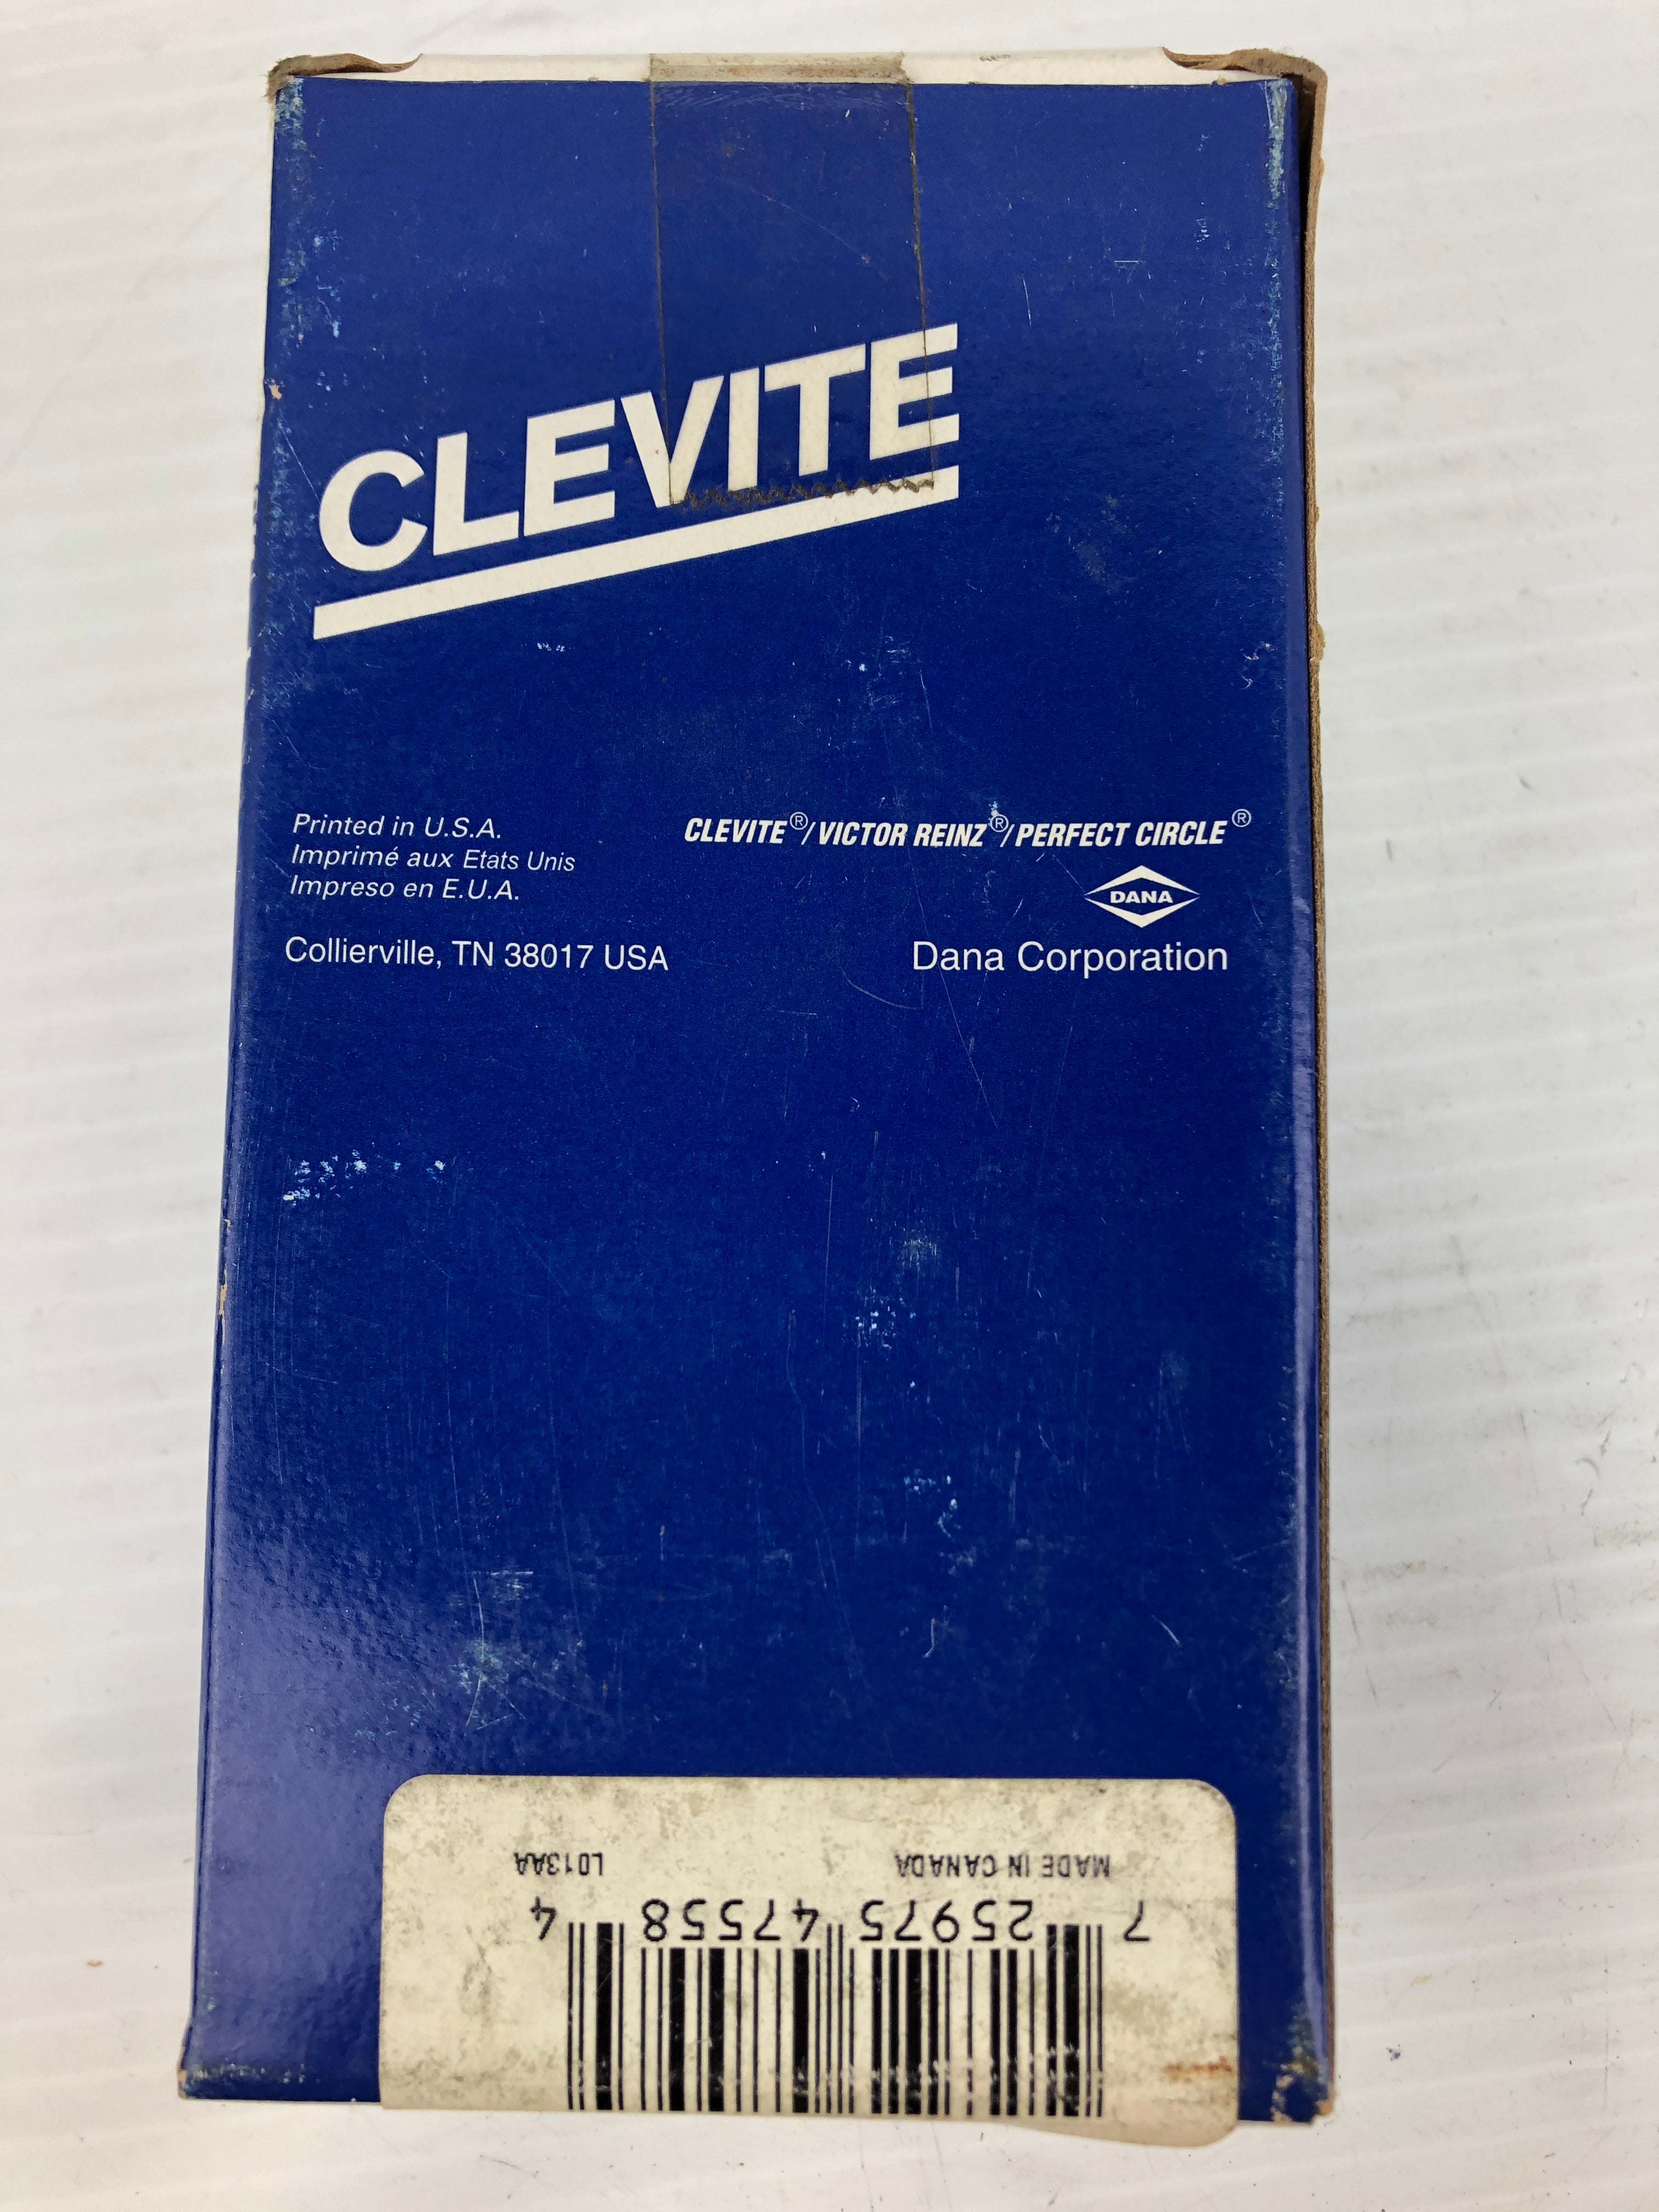 CLEVITE
Printed in U.S.A.
Imprimé aux Etats Unis
Impreso en E.U.A.
Collierville, TN 38017 USA
CLEVITE®/VICTOR REINZ®/PERFECT CIRCLE®
DANA
Dana Corporation
7 25975 47558 4
MADE IN CANADA L013AA